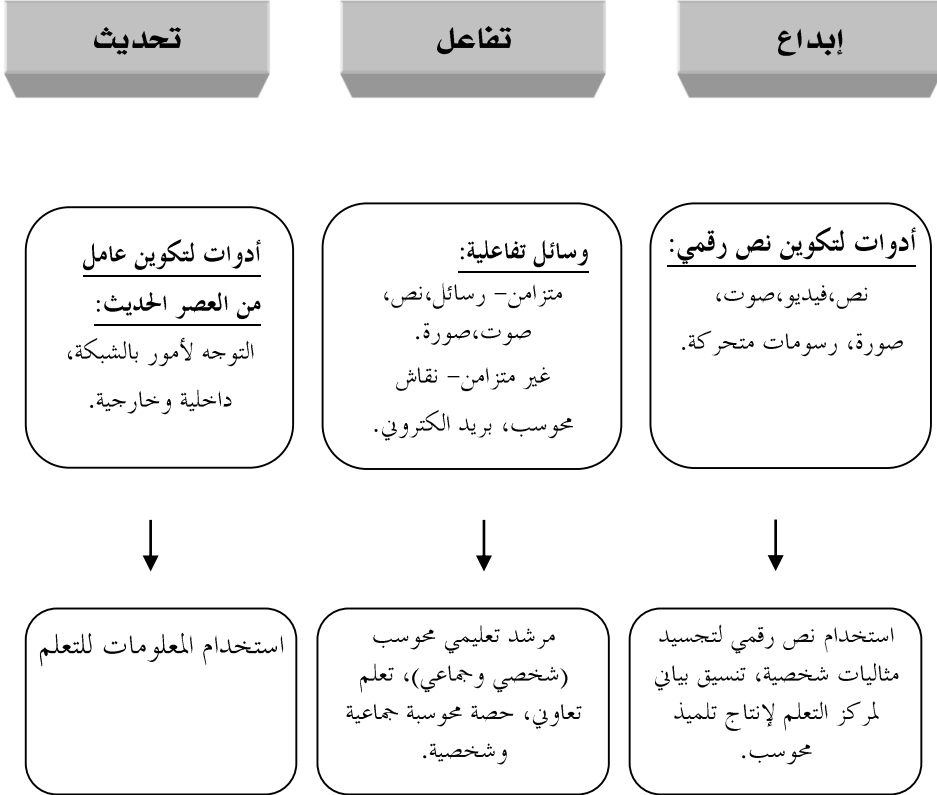 إبداع
تفاعل
تحديث
أدوات لتكوين نص رقمي:
نص،فيديو،صوت،
صورة، رسومات متحركة.
وسائل تفاعلية:
متزامن– رسائل،نص،
صوت،صورة.
غير متزامن– نقاش
محوسب، بريد الكتروني.
أدوات لتكوين عامل
من العصر الحديث:
التوجه لأمور بالشبكة،
داخلية وخارجية.
استخدام نص رقمي لتجسيد
مثاليات شخصية، تنسيق بياني
لمركز التعلم لإنتاج تلميذ
محوسب.
مرشد تعليمي محوسب
(شخصي وجماعي)، تعلم
تعاوني، حصة محوسبة جماعية
وشخصية.
استخدام المعلومات للتعلم